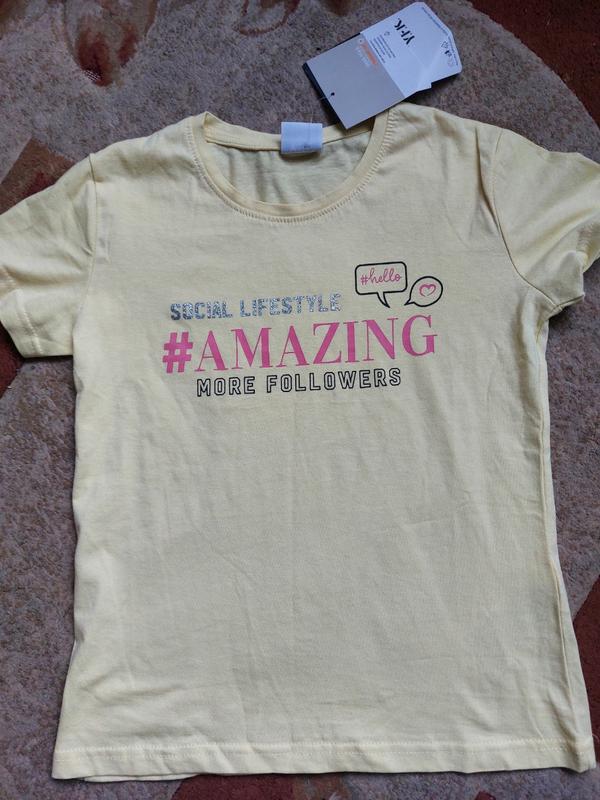 Y.F.K.
#hello
SOCIAL LIFESTYLE
#AMAZING
MORE FOLLOWERS